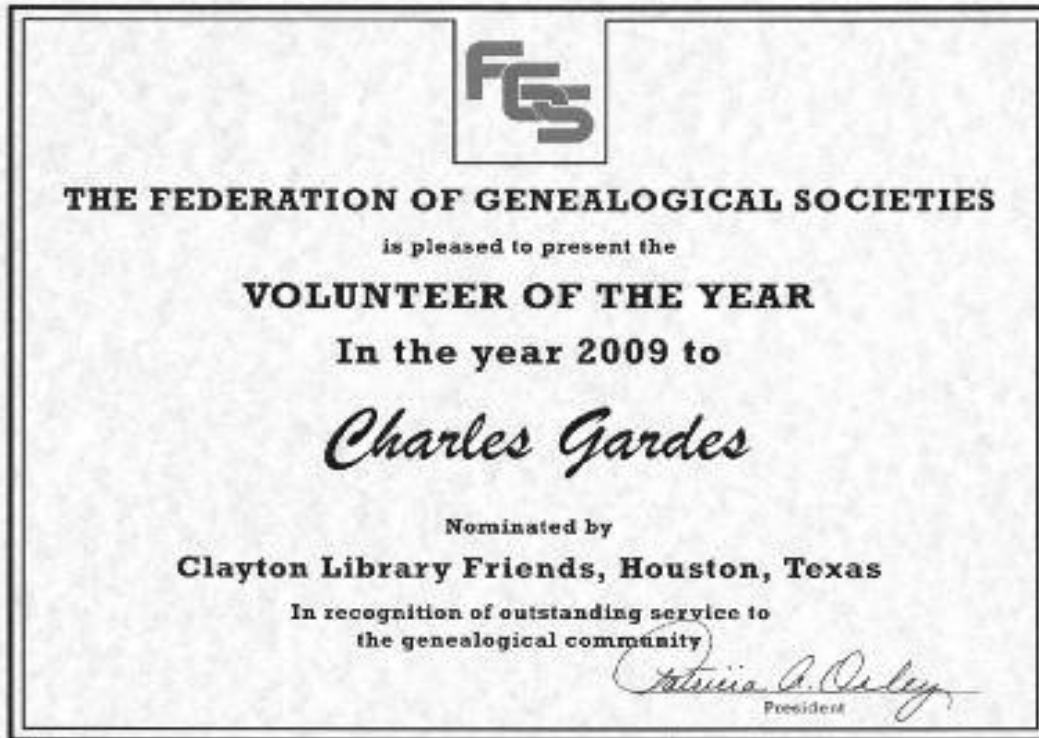 FGS
THE FEDERATION OF GENEALOGICAL SOCIETIES
is pleased to present the
VOLUNTEER OF THE YEAR
In the year 2009 to
Charles Gardes
Nominated by
Clayton Library Friends, Houston, Texas
In recognition of outstanding service to
the genealogical community
Patricia A.
President